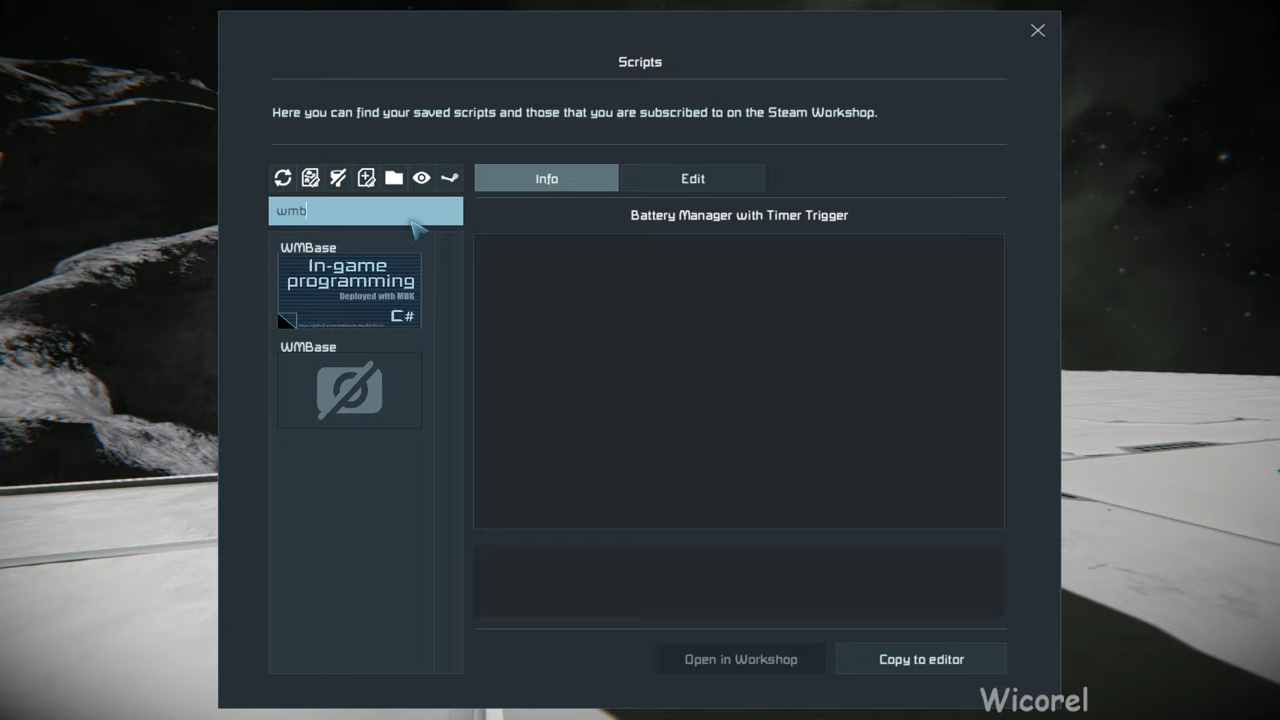 Scripts
Here you can find your saved scripts and those that you are subscribed to on the Steam Workshop.
Info
Edit
wmb
Battery Manager with Timer Trigger
WMBase
In-game
programming
Deployed with MDK
C#
WMBase
Open in Workshop
Copy to editor
Wicorel